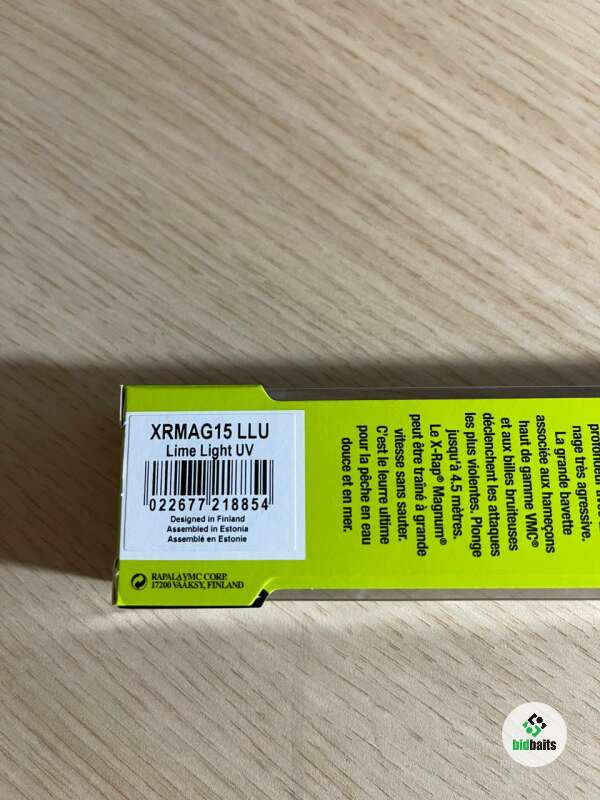 XRMAG15 LLU
Lime Light UV
022677 218854
Designed in Finland
Assembled in Estonia
Assemblé en Estonie
RAPALA VMC CORP.
17200 VÄÄKSY, FINLAND
nage très agressive.
La grande bavette
associée aux hameçons
haut de gamme VMC®
et aux billes bruiteuses
déclenchent les attaques
les plus violentes. Plonge
jusqu'à 4.5 mètres.
Le X-Rap® Magnum®
peut être traîné à grande
vitesse sans sauter.
C'est le leurre ultime
pour la pêche en eau
douce et en mer.
bidbaits